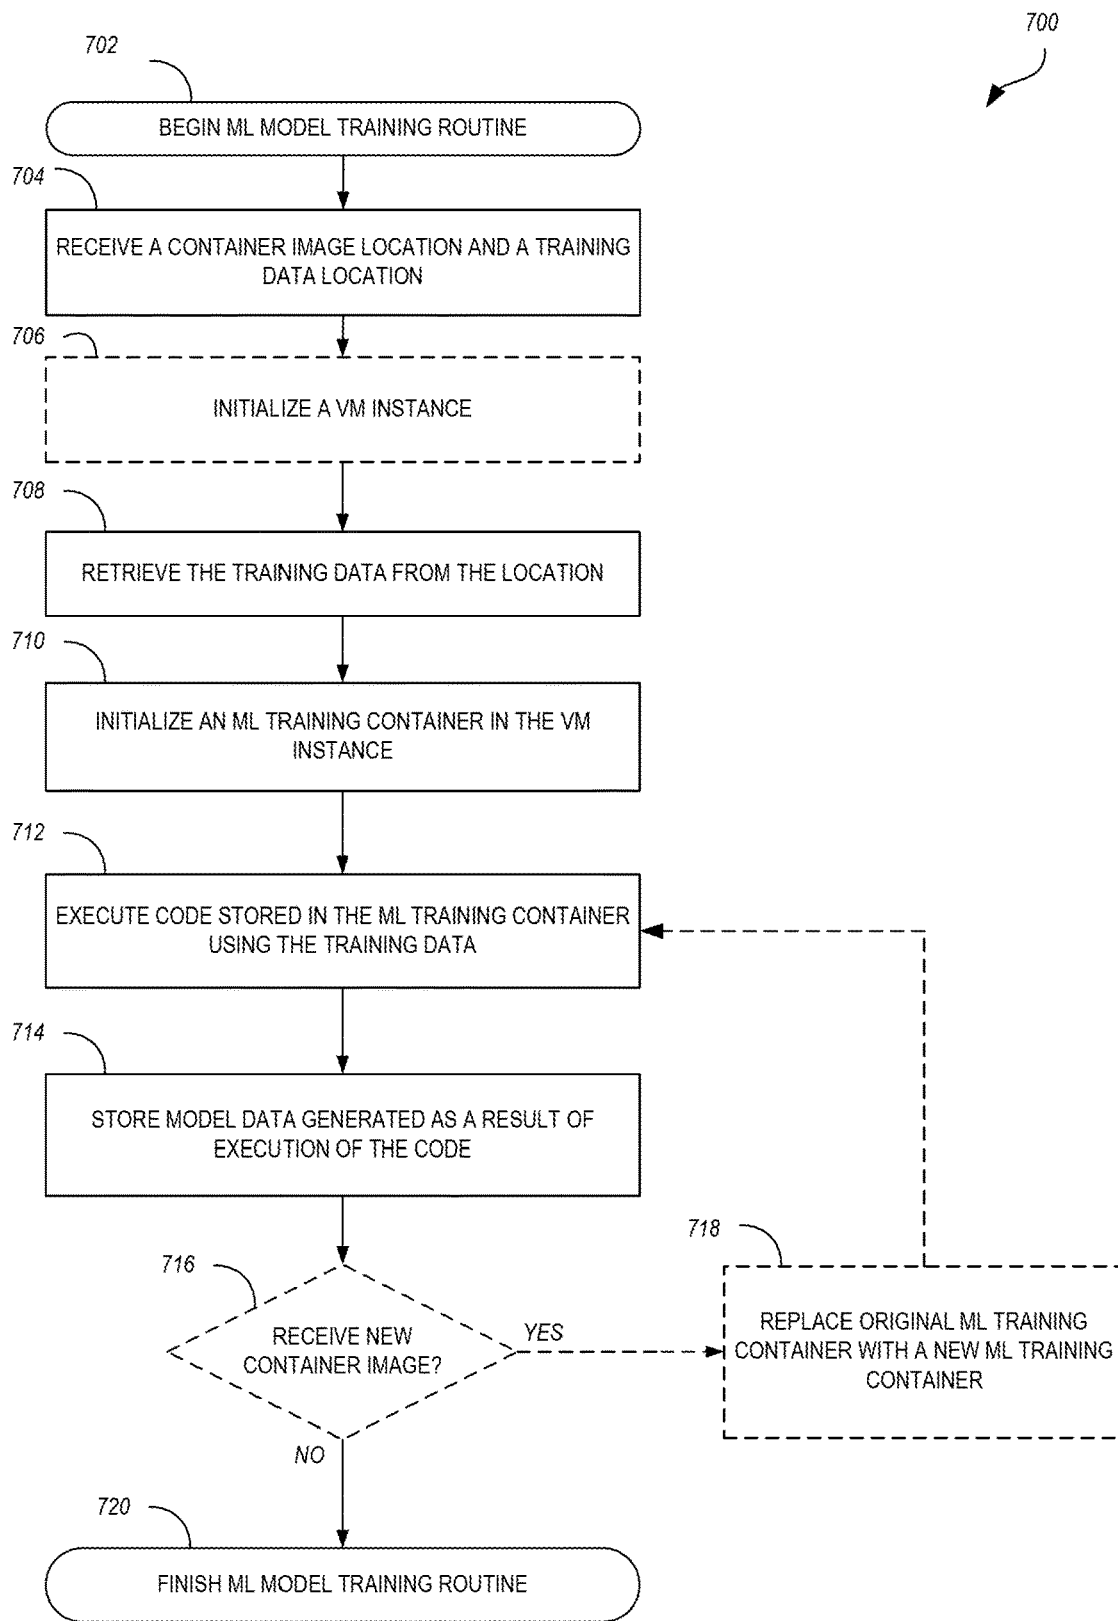 700
702
BEGIN ML MODEL TRAINING ROUTINE
704
RECEIVE A CONTAINER IMAGE LOCATION AND A TRAINING
DATA LOCATION
706
INITIALIZE A VM INSTANCE
708
RETRIEVE THE TRAINING DATA FROM THE LOCATION
710
INITIALIZE AN ML TRAINING CONTAINER IN THE VM
INSTANCE
712
EXECUTE CODE STORED IN THE ML TRAINING CONTAINER
USING THE TRAINING DATA
714
STORE MODEL DATA GENERATED AS A RESULT OF
EXECUTION OF THE CODE
716
RECEIVE NEW
CONTAINER IMAGE?
YES
718
REPLACE ORIGINAL ML TRAINING
CONTAINER WITH A NEW ML TRAINING
CONTAINER
NO
720
FINISH ML MODEL TRAINING ROUTINE